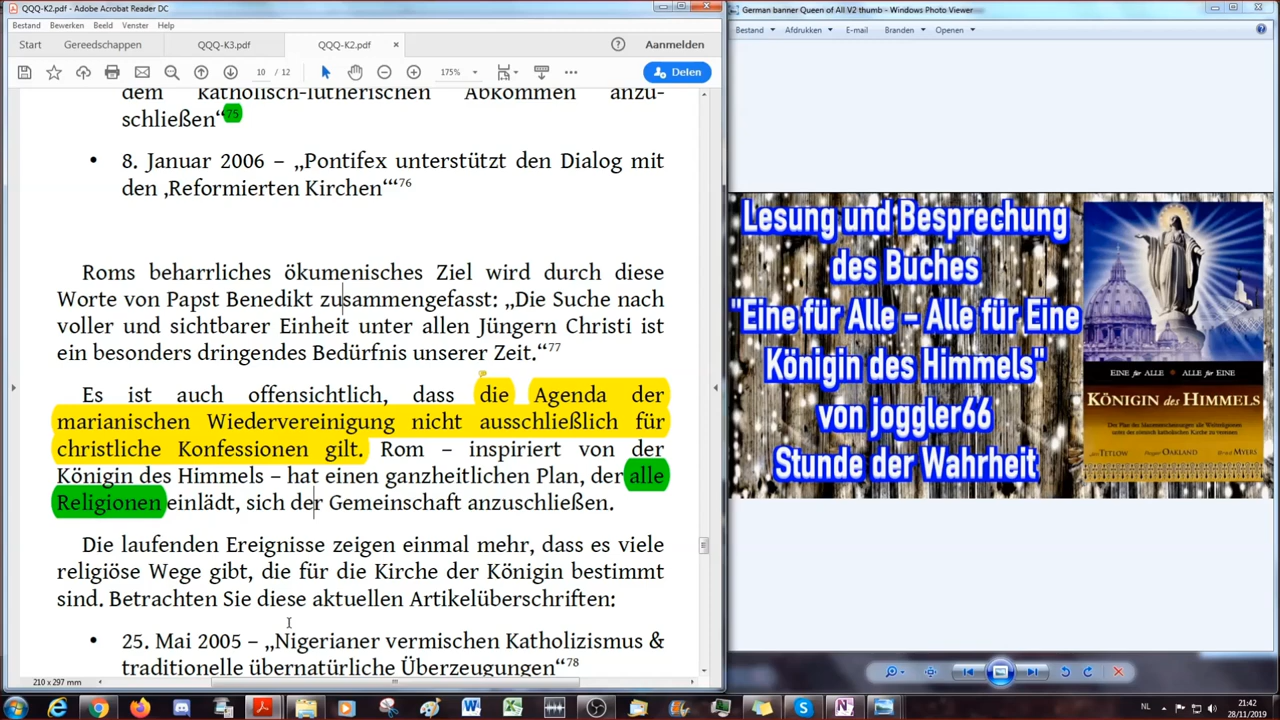 QQQ-K2.pdf - Adobe Acrobat Reader DC
Bestand Bewerken Beeld Venster Help
Start Gereedschappen QQQ-K3.pdf QQQ-K2.pdf × Aanmelden
10 / 12 175% Delen
dem katholisch-lutherischen Abkommen anzu-
schließen“75
• 8. Januar 2006 – „Pontifex unterstützt den Dialog mit
den ‚Reformierten Kirchen‘“76
Roms beharrliches ökumenisches Ziel wird durch diese
Worte von Papst Benedikt zusammengefasst: „Die Suche nach
voller und sichtbarer Einheit unter allen Jüngern Christi ist
ein besonders dringendes Bedürfnis unserer Zeit.“77
Es ist auch offensichtlich, dass die Agenda der
marianischen Wiedervereinigung nicht ausschließlich für
christliche Konfessionen gilt. Rom – inspiriert von der
Königin des Himmels – hat einen ganzheitlichen Plan, der alle
Religionen einlädt, sich der Gemeinschaft anzuschließen.
Die laufenden Ereignisse zeigen einmal mehr, dass es viele
religiöse Wege gibt, die für die Kirche der Königin bestimmt
sind. Betrachten Sie diese aktuellen Artikelüberschriften:
• 25. Mai 2005 – „Nigerianer vermischen Katholizismus &
traditionelle übernatürliche Überzeugungen“78
210 x 297 mm
German banner Queen of All V2 thumb - Windows Photo Viewer
Bestand Afdrukken E-mail Branden Openen
Lesung und Besprechung
des Buches
"Eine für Alle – Alle für Eine
Königin des Himmels"
von joggler66
Stunde der Wahrheit
EINE für ALLE • ALLE für EINE
KÖNIGIN des HIMMELS
TETLOW OAKLAND MYERS
NL 21:42
28/11/2019